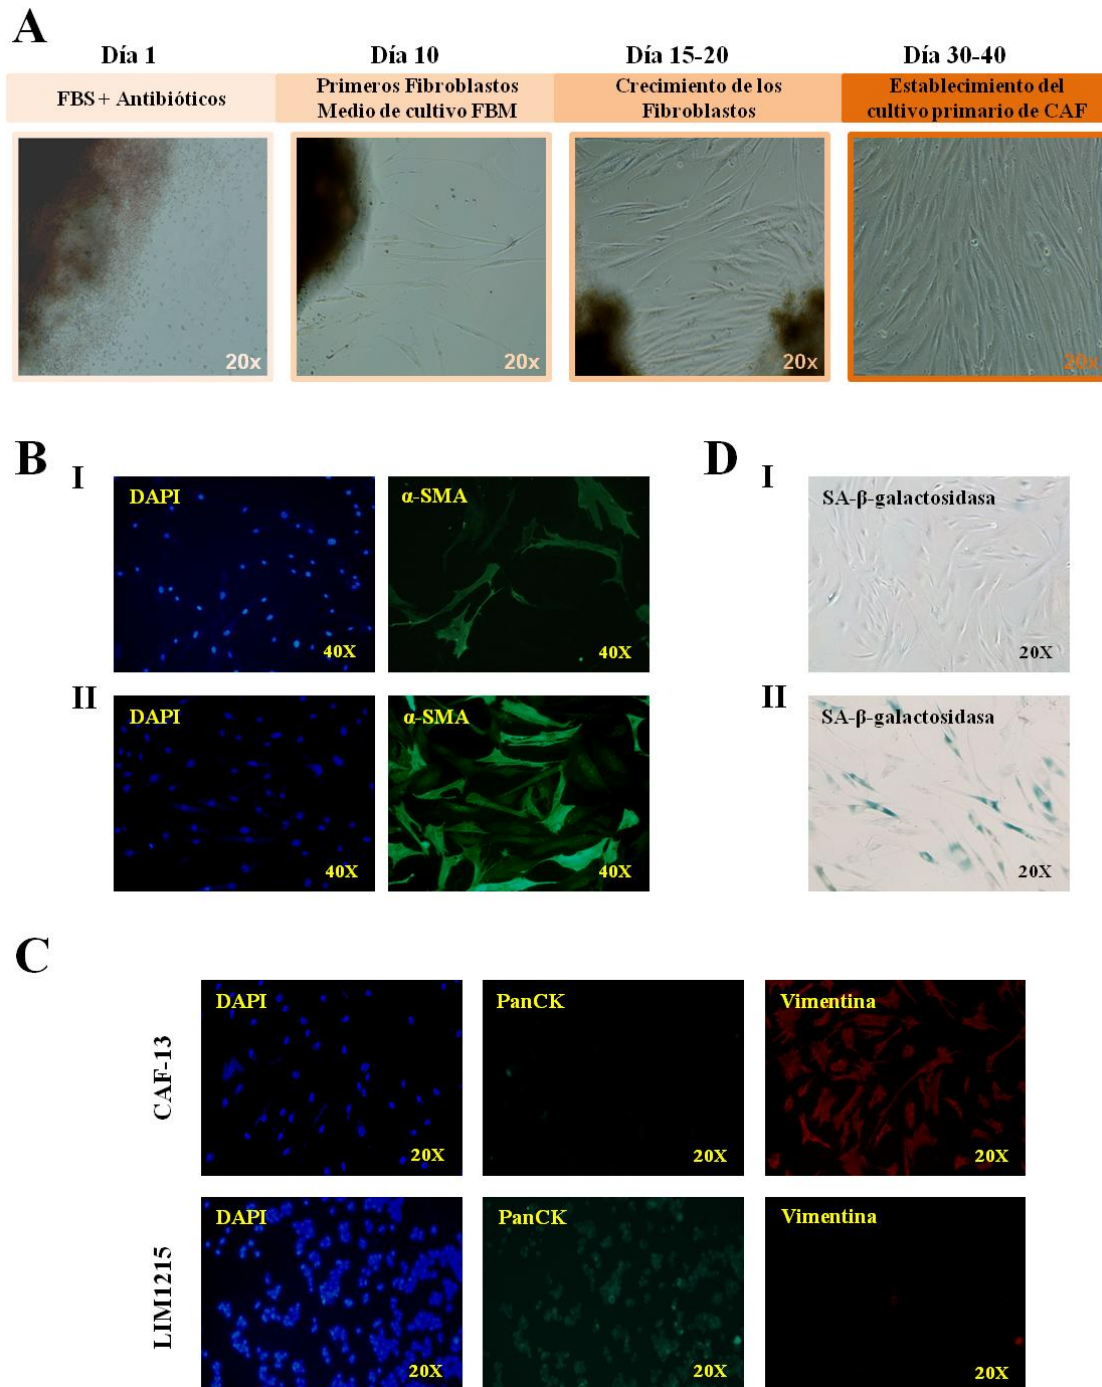 A
Día 1
Día 10
Día 15-20
Día 30-40
FBS + Antibióticos
Primeros Fibroblastos
Medio de cultivo FBM
Crecimiento de los
Fibroblastos
Establecimiento del
cultivo primario de CAF
20x
20x
20x
20x
B
I
DAPI
40X
α-SMA
40X
II
DAPI
40X
α-SMA
40X
D
I
SA-β-galactosidasa
20X
II
SA-β-galactosidasa
20X
C
CAF-13
DAPI
20X
PanCK
20X
Vimentina
20X
LIM1215
DAPI
20X
PanCK
20X
Vimentina
20X